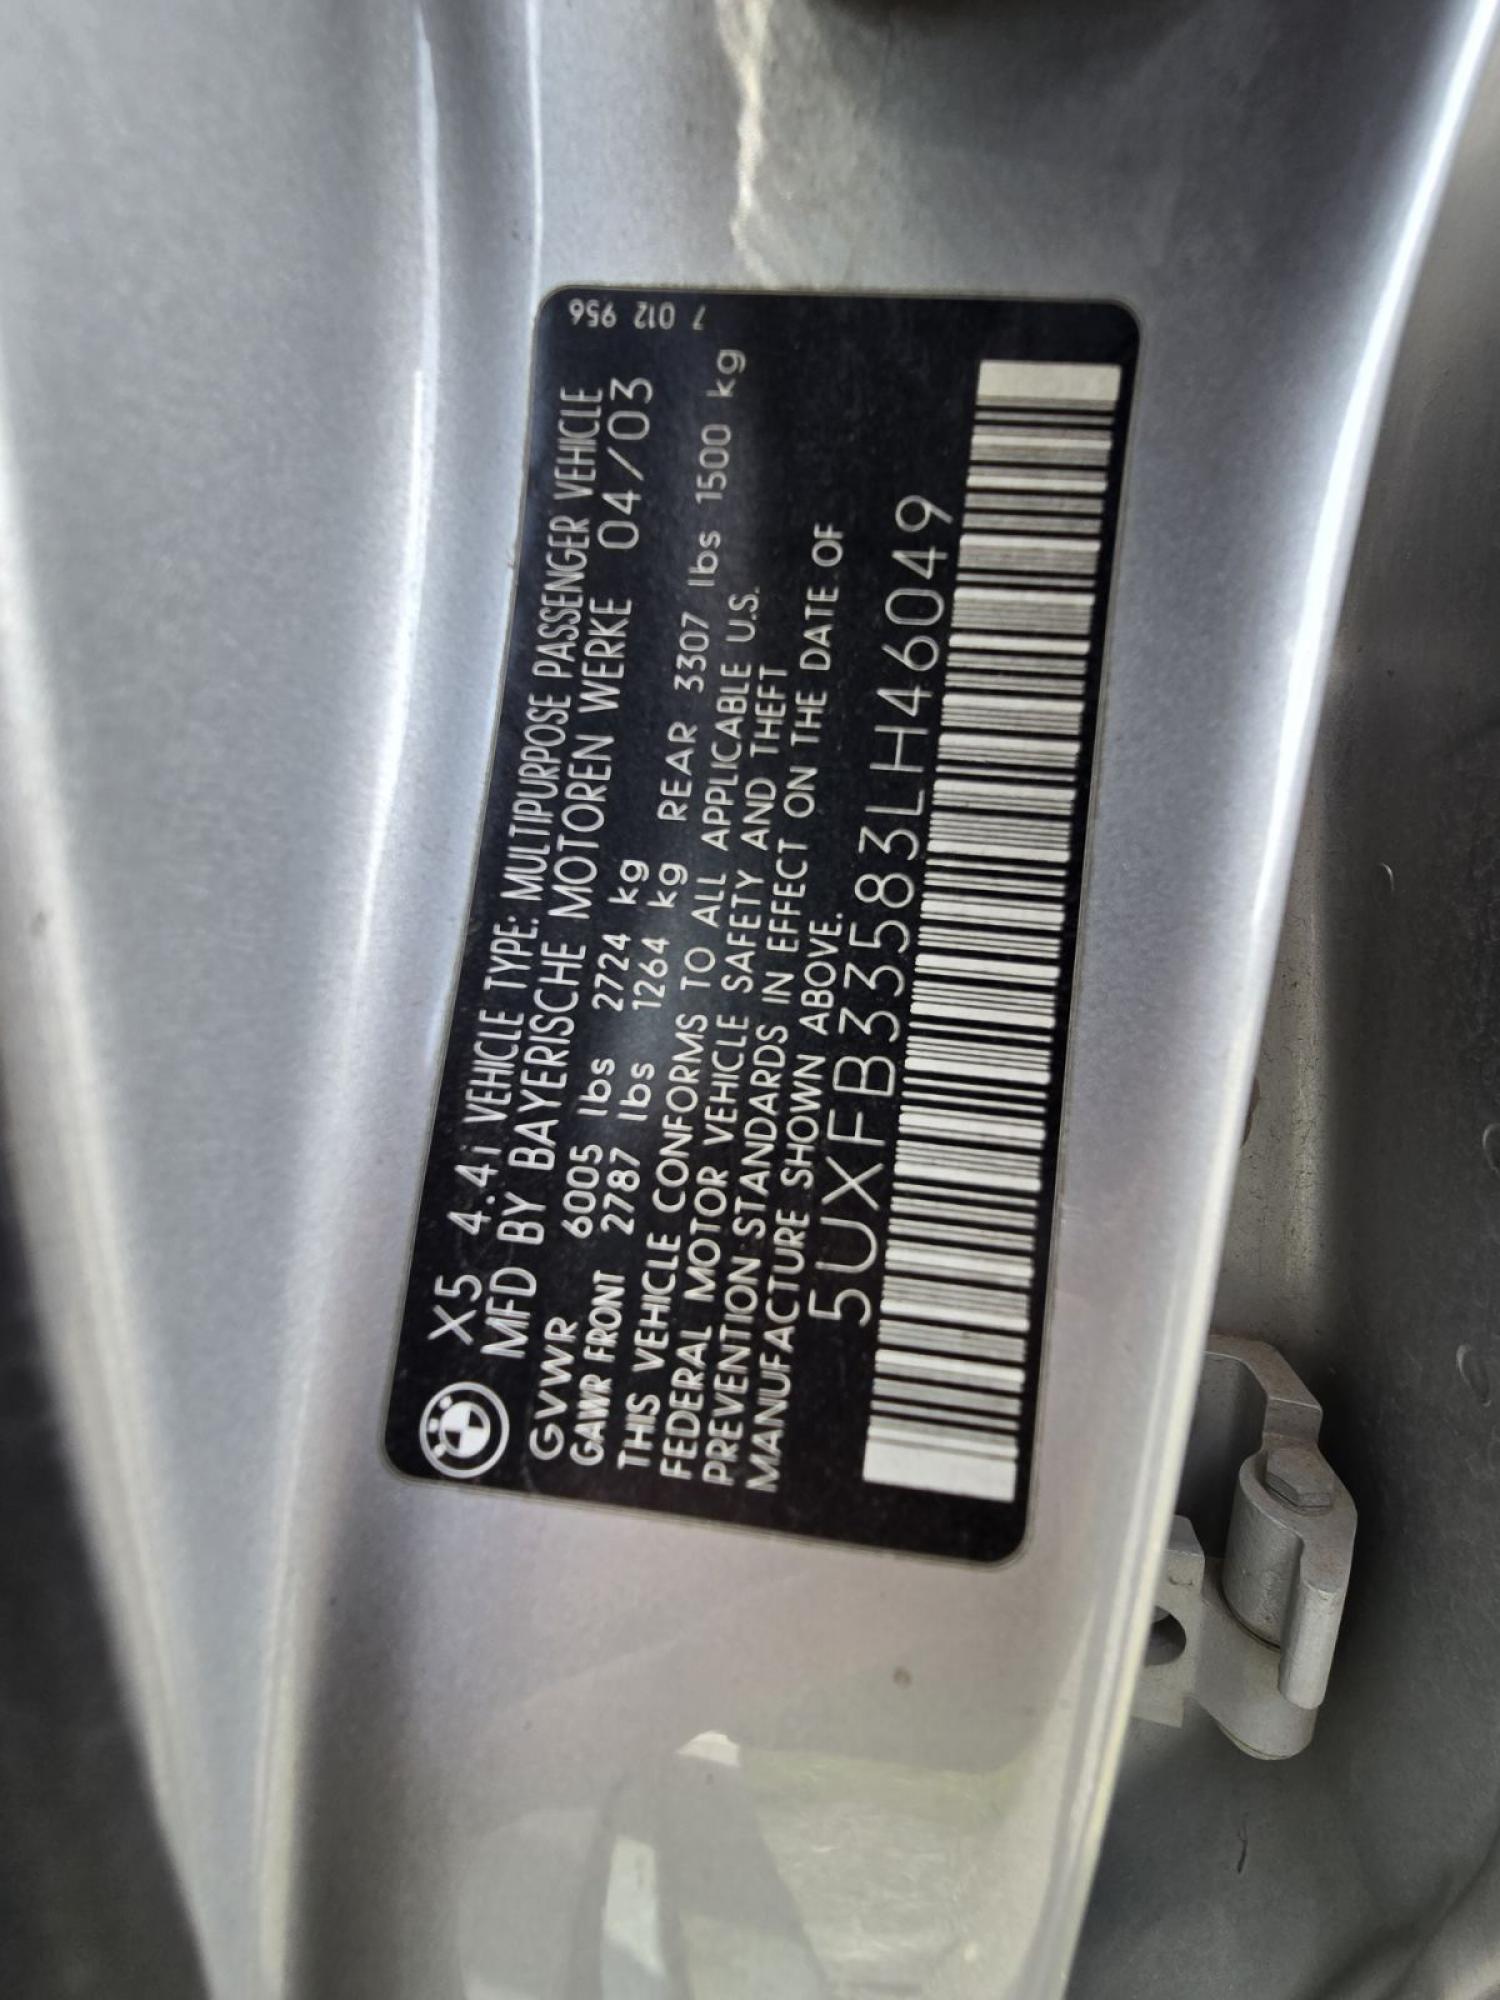 X5 4.4i VEHICLE TYPE: MULTIPURPOSE PASSENGER VEHICLE
MFD BY BAYERISCHE MOTOREN WERKE 04/03
GVWR 6005 lbs 2724 kg
GAWR FRONT 2787 lbs 1264 kg REAR 3307 lbs 1500 kg
THIS VEHICLE CONFORMS TO ALL APPLICABLE U.S.
FEDERAL MOTOR VEHICLE SAFETY AND THEFT
PREVENTION STANDARDS IN EFFECT ON THE DATE OF
MANUFACTURE SHOWN ABOVE.
5UXFB33583LH46049
7 012 956